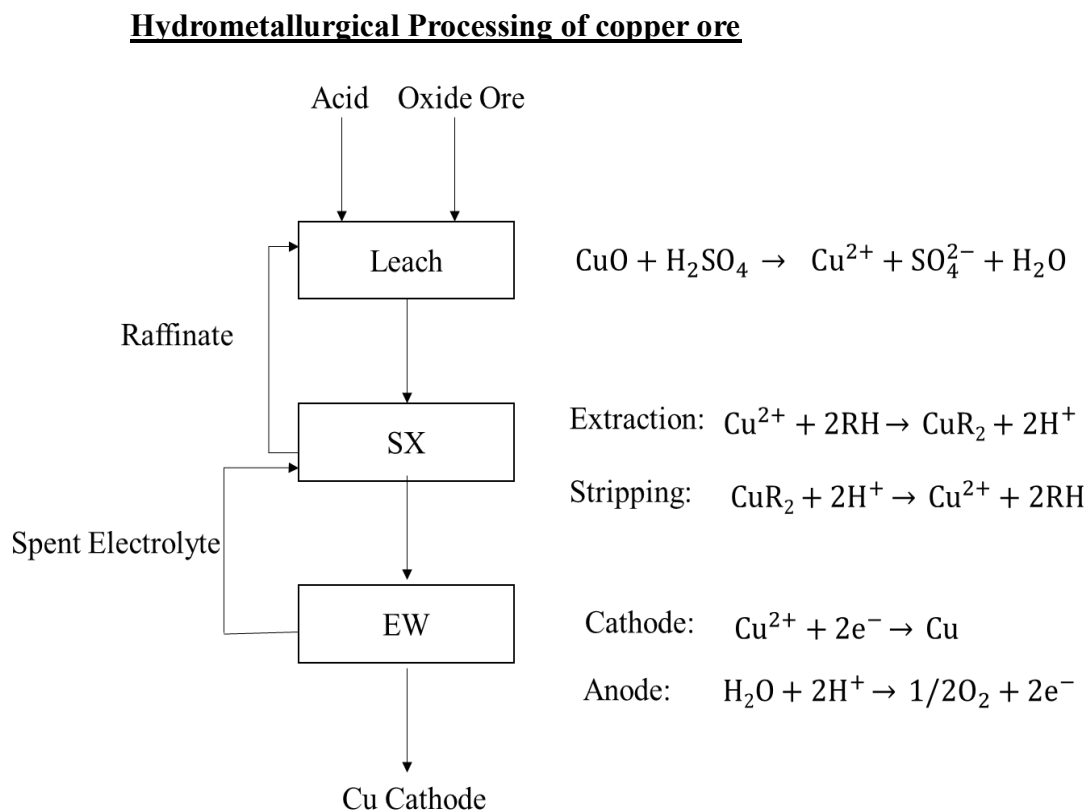 Hydrometallurgical Processing of copper ore
Acid Oxide Ore
Leach
CuO + H₂SO₄ → Cu²⁺ + SO₄²⁻ + H₂O
Raffinate
SX
Extraction: Cu²⁺ + 2RH → CuR₂ + 2H⁺
Stripping: CuR₂ + 2H⁺ → Cu²⁺ + 2RH
Spent Electrolyte
EW
Cathode: Cu²⁺ + 2e⁻ → Cu
Anode: H₂O + 2H⁺ → 1/2O₂ + 2e⁻
Cu Cathode